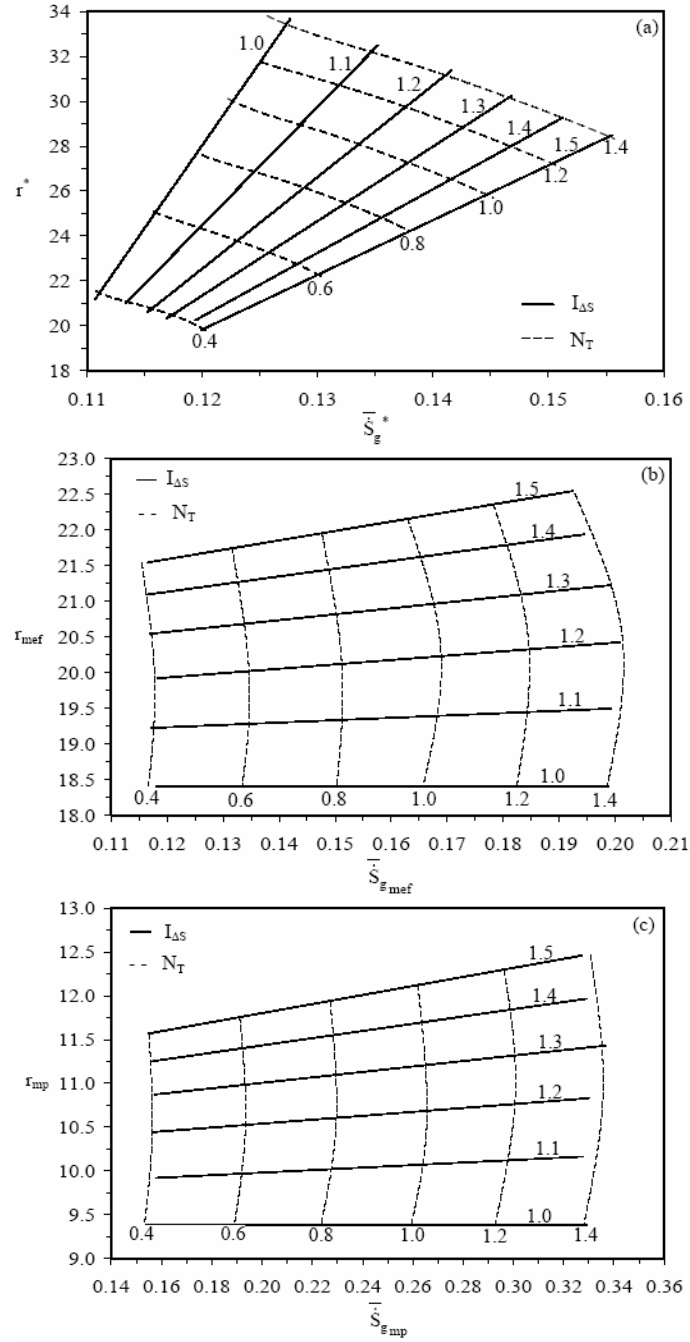 34
(a)
1.0
32
1.1
1.2
30
1.3
1.4
28
1.5
1.4
1.2
r*
26
1.0
24
0.8
22
0.6
I_ΔS
20
0.4
N_T
18
0.11 0.12 0.13 0.14 0.15 0.16
S̄̇_g*
23.0
I_ΔS
(b)
22.5
N_T
1.5
22.0
1.4
21.5
21.0
1.3
r_mef
20.5
1.2
20.0
19.5
1.1
19.0
18.5
1.0
0.4 0.6 0.8 1.0 1.2 1.4
18.0
0.11 0.12 0.13 0.14 0.15 0.16 0.17 0.18 0.19 0.20 0.21
S̄̇_g mef
13.0
I_ΔS
(c)
12.5
N_T
1.5
12.0
1.4
11.5
1.3
r_mp
11.0
1.2
10.5
1.1
10.0
9.5
1.0
0.4 0.6 0.8 1.0 1.2 1.4
9.0
0.14 0.16 0.18 0.20 0.22 0.24 0.26 0.28 0.30 0.32 0.34 0.36
S̄̇_g mp